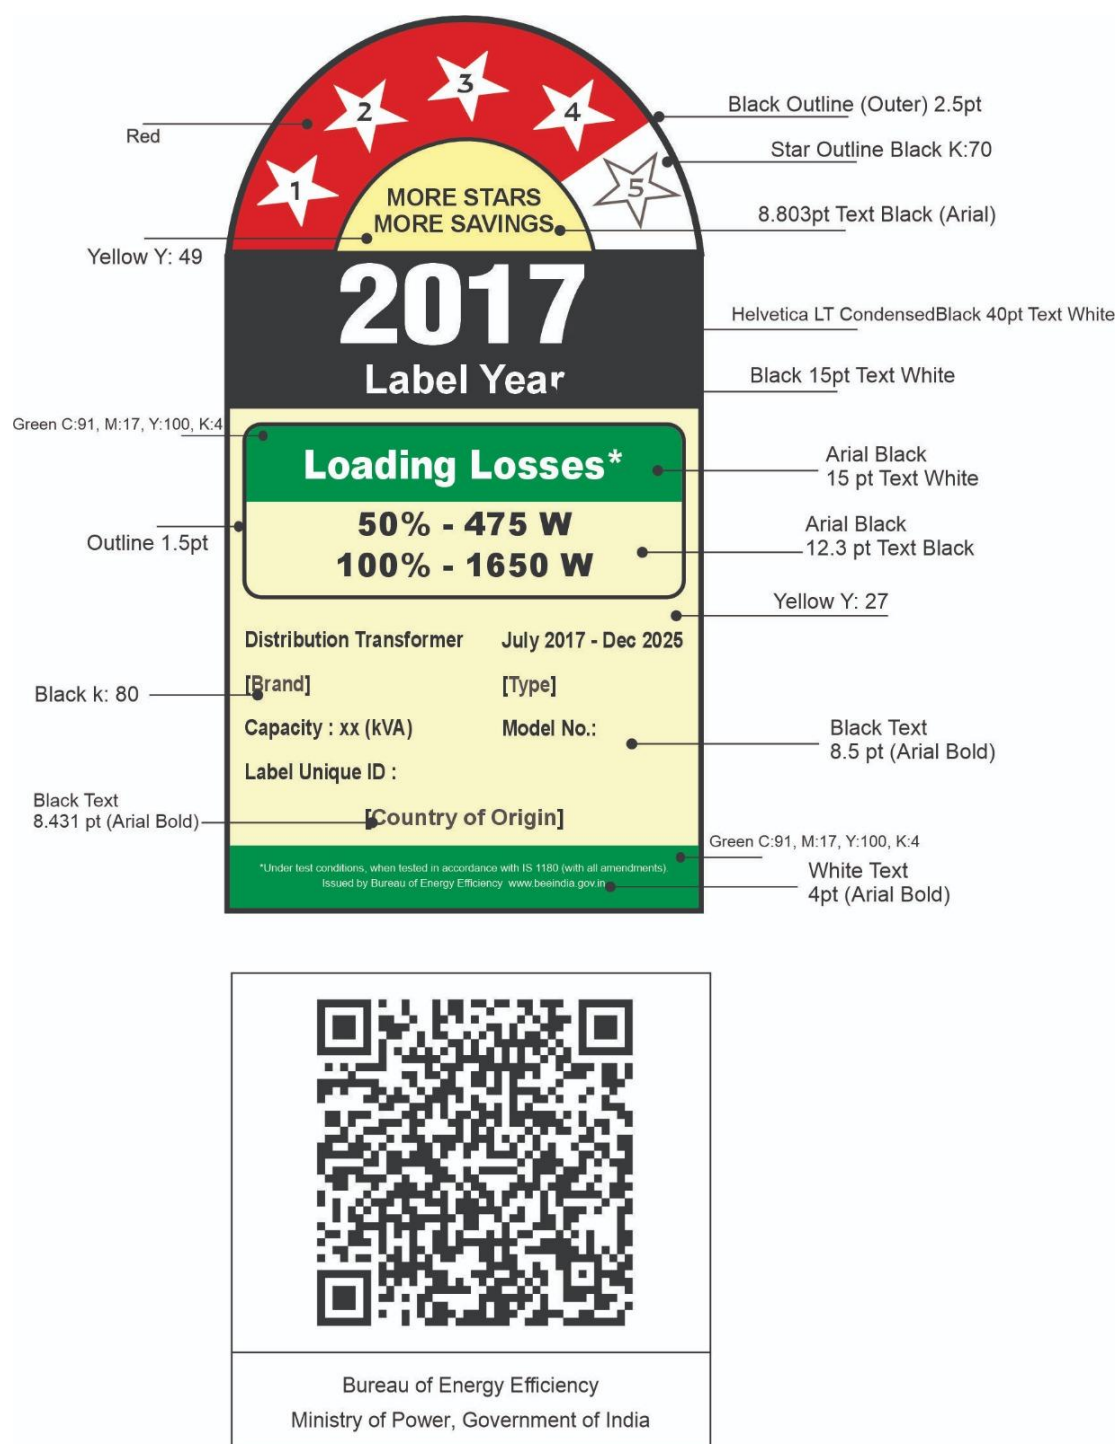 3
2
4
Black Outline (Outer) 2.5pt
Red
Star Outline Black K:70
1
5
MORE STARS
MORE SAVINGS
8.803pt Text Black (Arial)
Yellow Y: 49
2017
Helvetica LT CondensedBlack 40pt Text White
Label Year
Black 15pt Text White
Green C:91, M:17, Y:100, K:4
Loading Losses*
Arial Black
15 pt Text White
50% - 475 W
100% - 1650 W
Arial Black
12.3 pt Text Black
Outline 1.5pt
Yellow Y: 27
Distribution Transformer July 2017 - Dec 2025
[Brand] [Type]
Black k: 80
Capacity : xx (kVA) Model No.:
Black Text
8.5 pt (Arial Bold)
Label Unique ID :
Black Text
8.431 pt (Arial Bold)
[Country of Origin]
Green C:91, M:17, Y:100, K:4
*Under test conditions, when tested in accordance with IS 1180 (with all amendments).
Issued by Bureau of Energy Efficiency www.beeindia.gov.in
White Text
4pt (Arial Bold)
Bureau of Energy Efficiency
Ministry of Power, Government of India